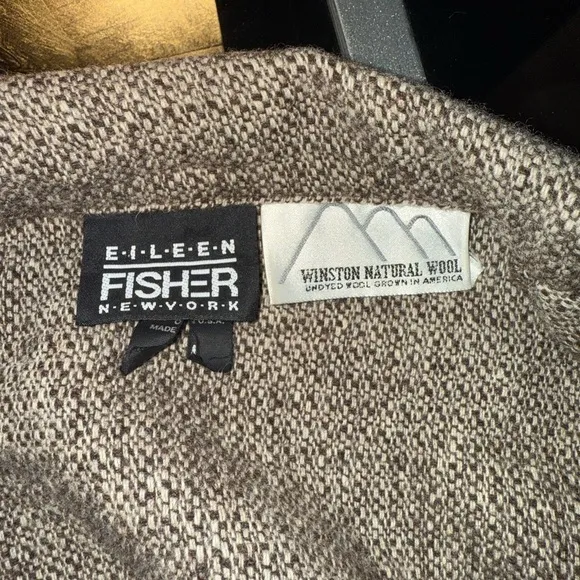 E·I·L·E·E·N
FISHER
N·E·W·Y·O·R·K
MADE
U.S.A.
WINSTON NATURAL WOOL
UNDYED WOOL GROWN IN AMERICA